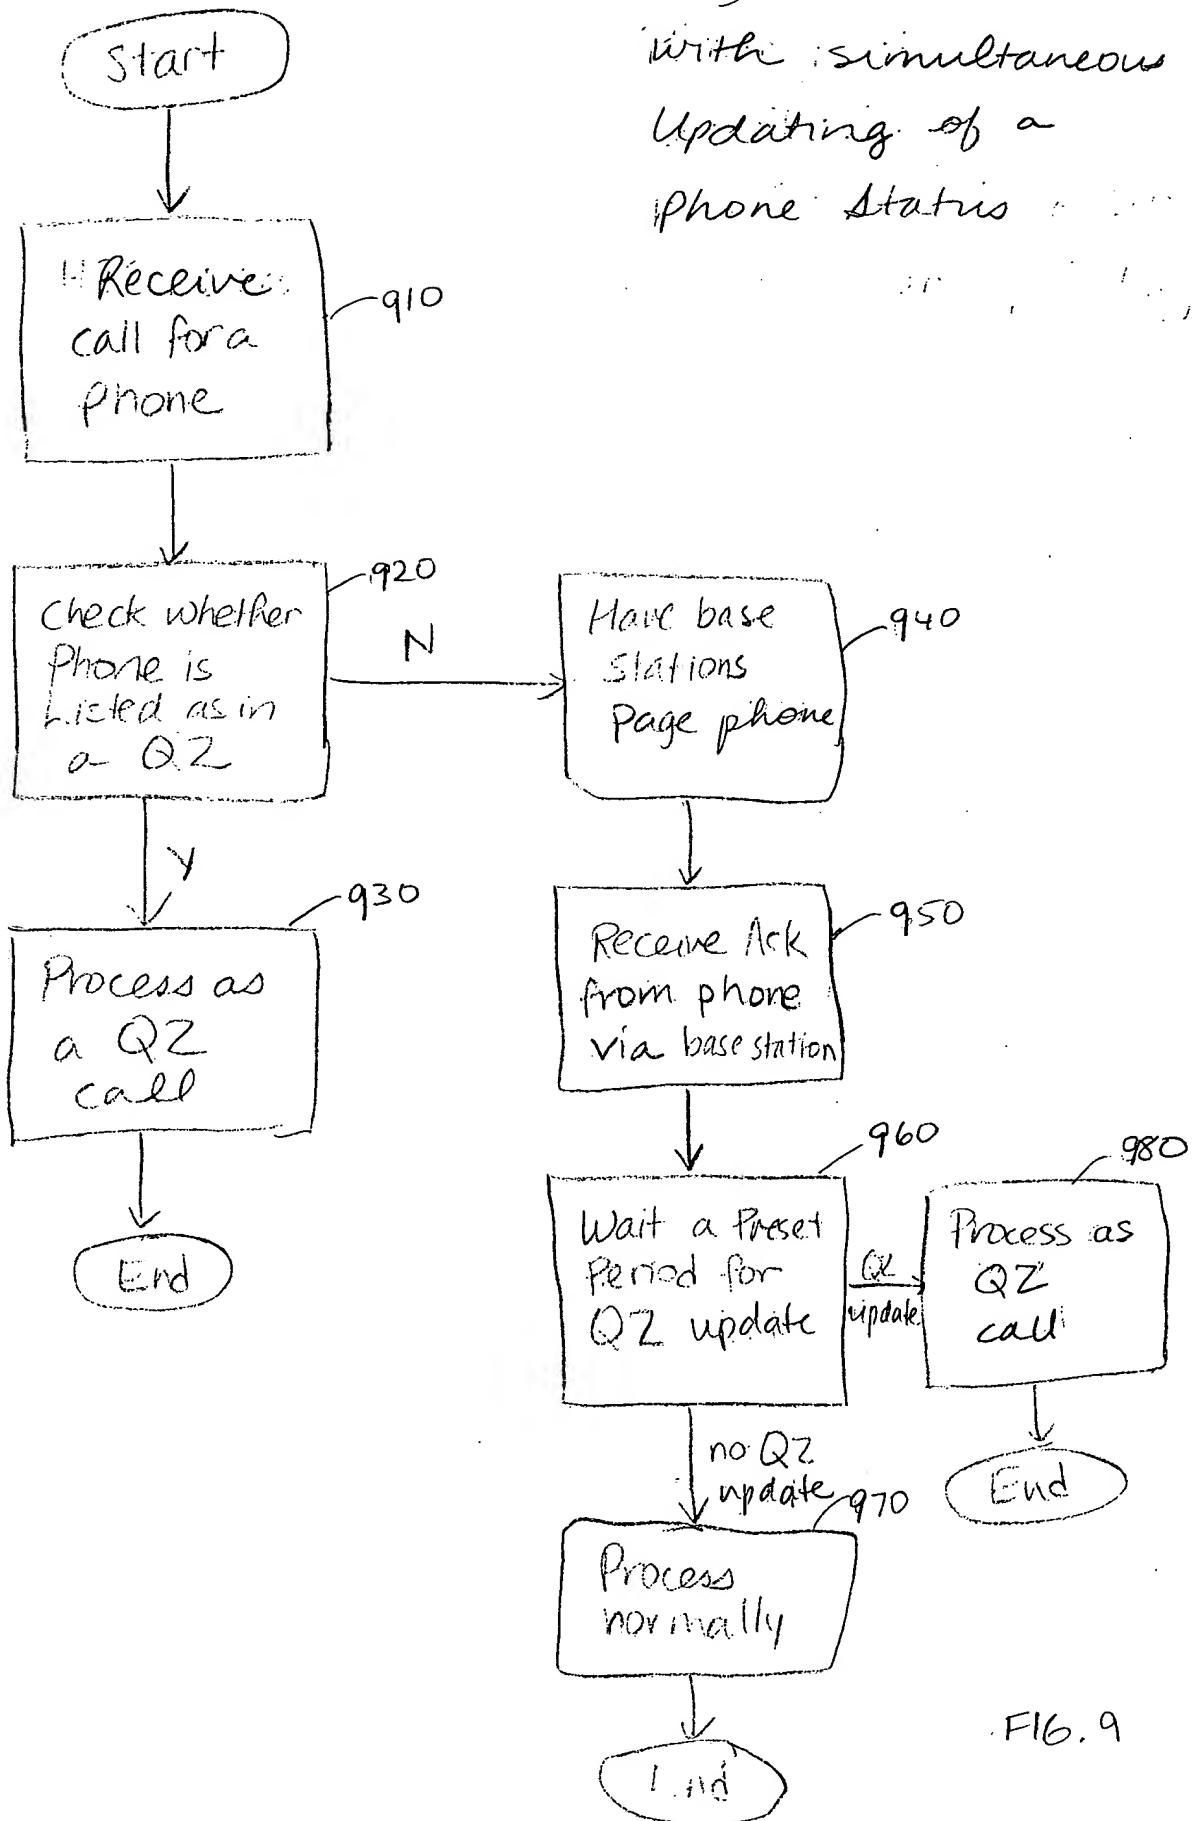 Start
with simultaneous
Updating of a
phone status
Receive
call for a
phone
910
Check whether
Phone is
Listed as in
a QZ
920
N
Have base
stations
page phone
940
Y
Process as
a QZ
call
930
Receive Ack
from phone
via base station
950
End
Wait a Preset
Period for
QZ update
960
QZ
update
Process as
QZ
call
980
no QZ
update
970
End
Process
normally
End
FIG. 9